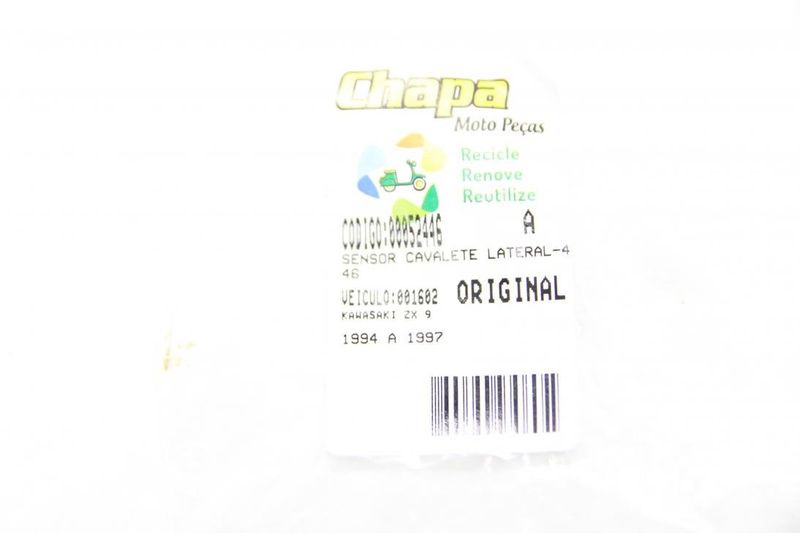 Chapa
Moto Peças
Recicle
Renove
Reutilize
CODIGO:00052446 A
SENSOR CAVALETE LATERAL-4
46
VEICULO:001602 ORIGINAL
KAWASAKI ZX 9
1994 A 1997